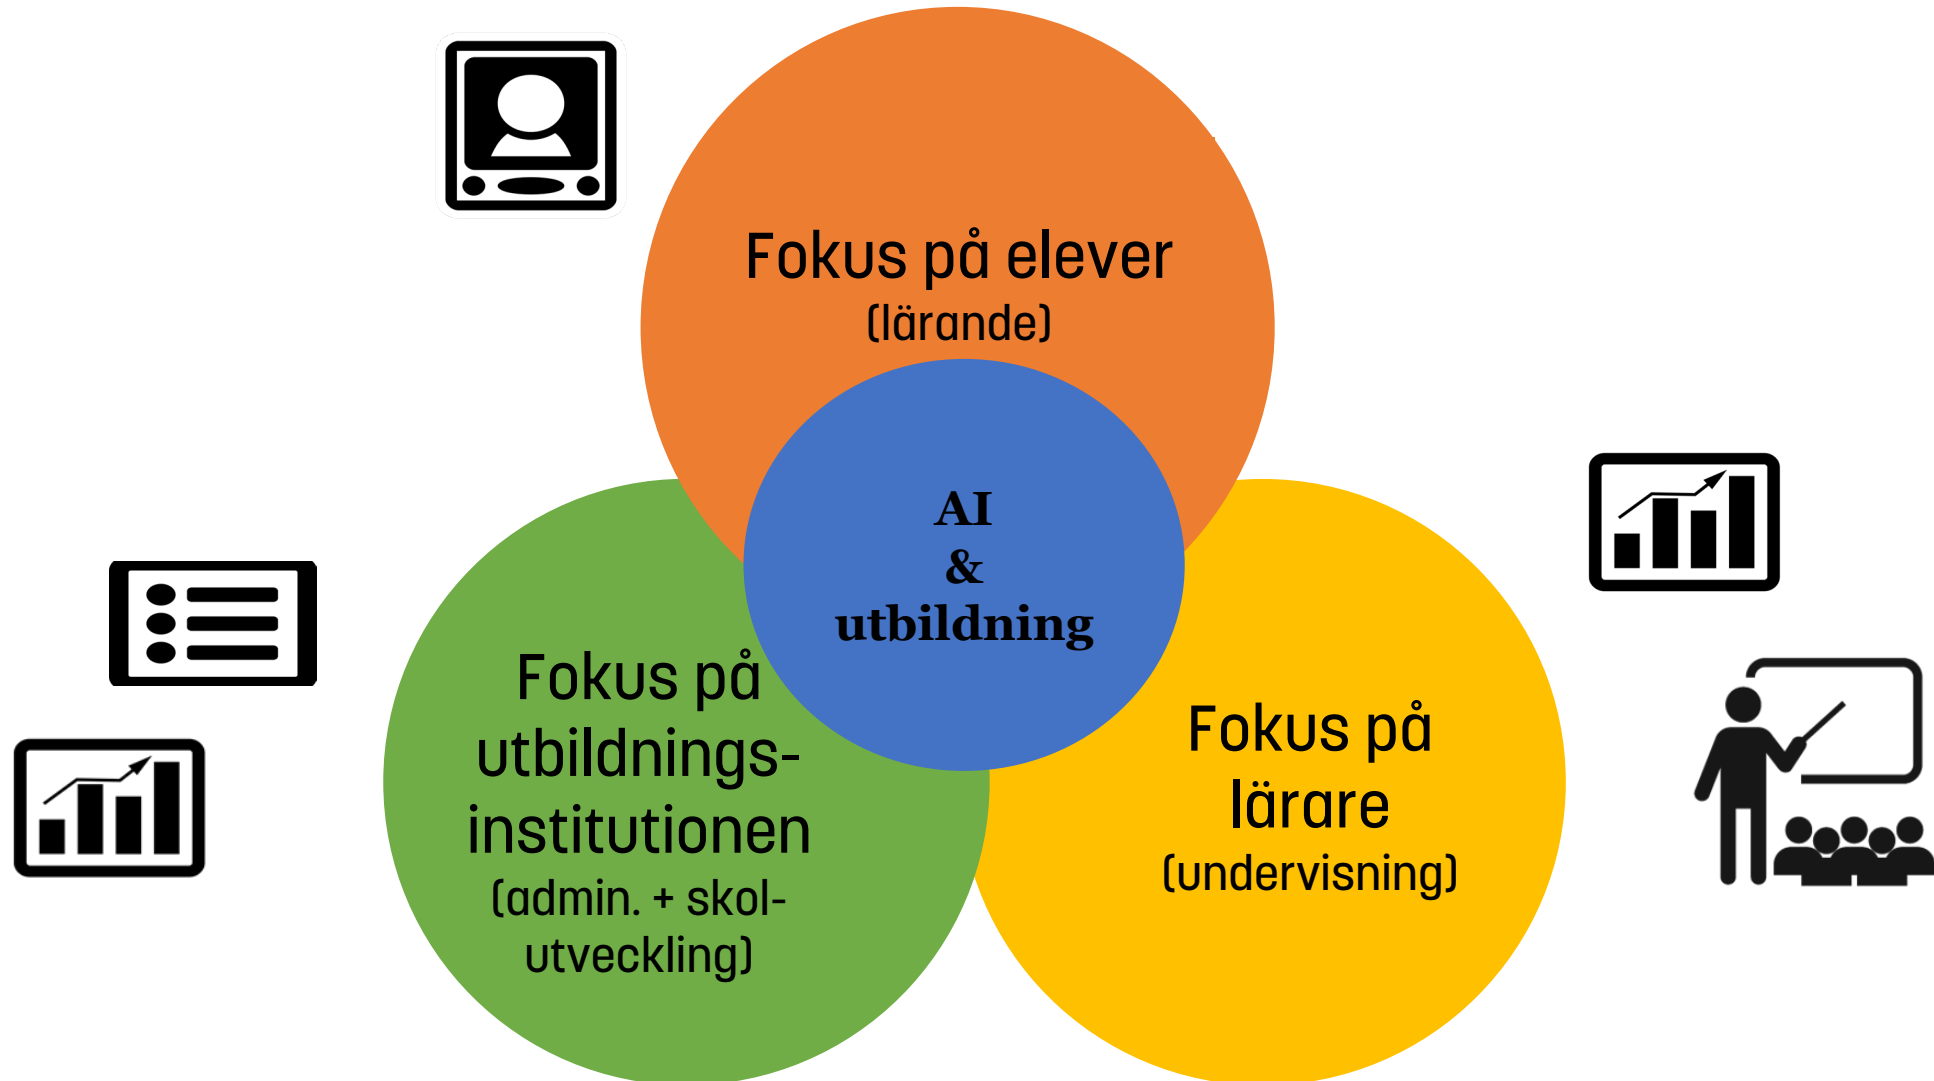 Fokus på elever
(lärande)
AI
&
utbildning
Fokus på
utbildnings-
institutionen
(admin. + skol-
utveckling)
Fokus på
lärare
(undervisning)